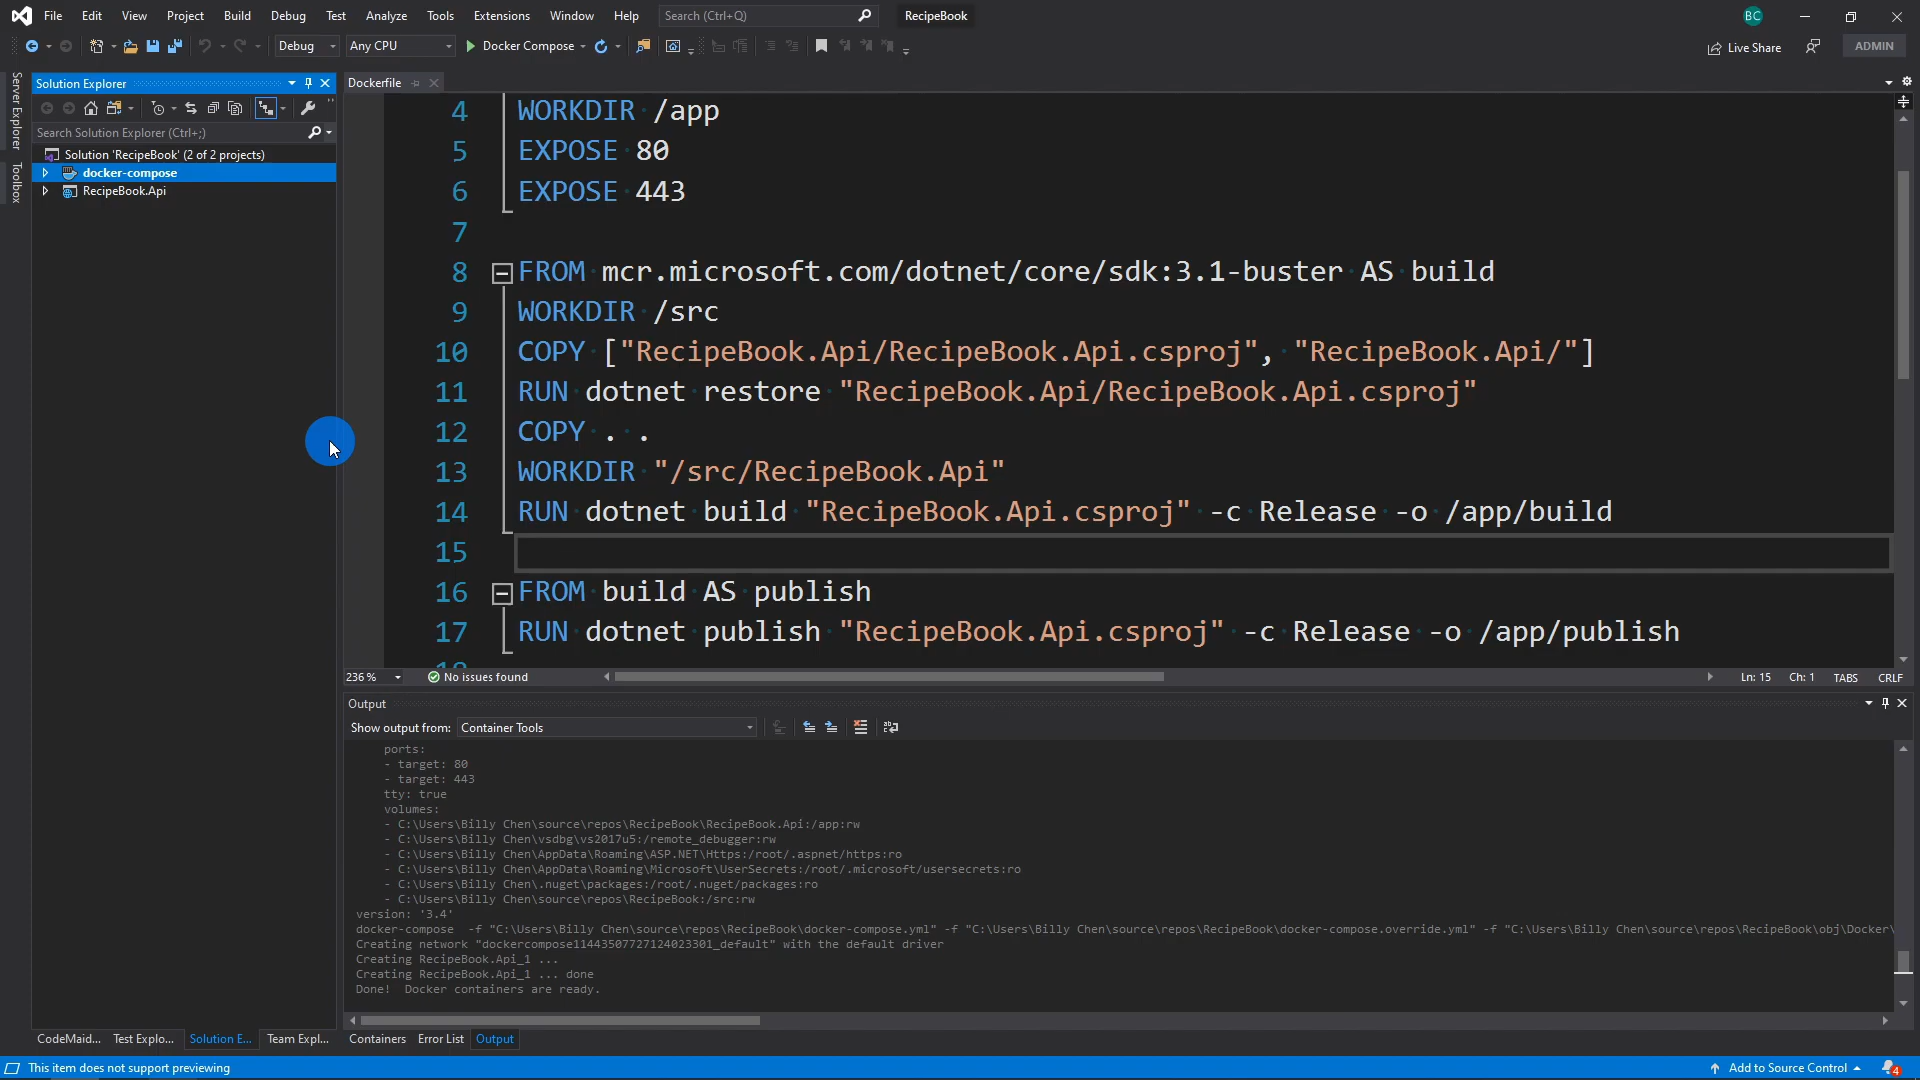 File Edit View Project Build Debug Test Analyze Tools Extensions Window Help Search (Ctrl+Q) RecipeBook BC
Debug Any CPU Docker Compose Live Share ADMIN
Server Explorer
Toolbox
Solution Explorer
Search Solution Explorer (Ctrl+;)
Solution 'RecipeBook' (2 of 2 projects)
docker-compose
RecipeBook.Api
Dockerfile
4 WORKDIR /app
5 EXPOSE 80
6 EXPOSE 443
7
8 FROM mcr.microsoft.com/dotnet/core/sdk:3.1-buster AS build
9 WORKDIR /src
10 COPY ["RecipeBook.Api/RecipeBook.Api.csproj", "RecipeBook.Api/"]
11 RUN dotnet restore "RecipeBook.Api/RecipeBook.Api.csproj"
12 COPY . .
13 WORKDIR "/src/RecipeBook.Api"
14 RUN dotnet build "RecipeBook.Api.csproj" -c Release -o /app/build
15
16 FROM build AS publish
17 RUN dotnet publish "RecipeBook.Api.csproj" -c Release -o /app/publish
18
236 % No issues found Ln: 15 Ch: 1 TABS CRLF
Output
Show output from: Container Tools
ports:
- target: 80
- target: 443
tty: true
volumes:
- C:\Users\Billy Chen\source\repos\RecipeBook\RecipeBook.Api:/app:rw
- C:\Users\Billy Chen\vsdbg\vs2017u5:/remote_debugger:rw
- C:\Users\Billy Chen\AppData\Roaming\ASP.NET\Https:/root/.aspnet/https:ro
- C:\Users\Billy Chen\AppData\Roaming\Microsoft\UserSecrets:/root/.microsoft/usersecrets:ro
- C:\Users\Billy Chen\.nuget\packages:/root/.nuget/packages:ro
- C:\Users\Billy Chen\source\repos\RecipeBook:/src:rw
version: '3.4'
docker-compose -f "C:\Users\Billy Chen\source\repos\RecipeBook\docker-compose.yml" -f "C:\Users\Billy Chen\source\repos\RecipeBook\docker-compose.override.yml" -f "C:\Users\Billy Chen\source\repos\RecipeBook\obj\Docker\
Creating network "dockercompose11443507727124023301_default" with the default driver
Creating RecipeBook.Api_1 ...
Creating RecipeBook.Api_1 ... done
Done! Docker containers are ready.
CodeMaid... Test Explo... Solution E... Team Expl... Containers Error List Output
This item does not support previewing Add to Source Control 4